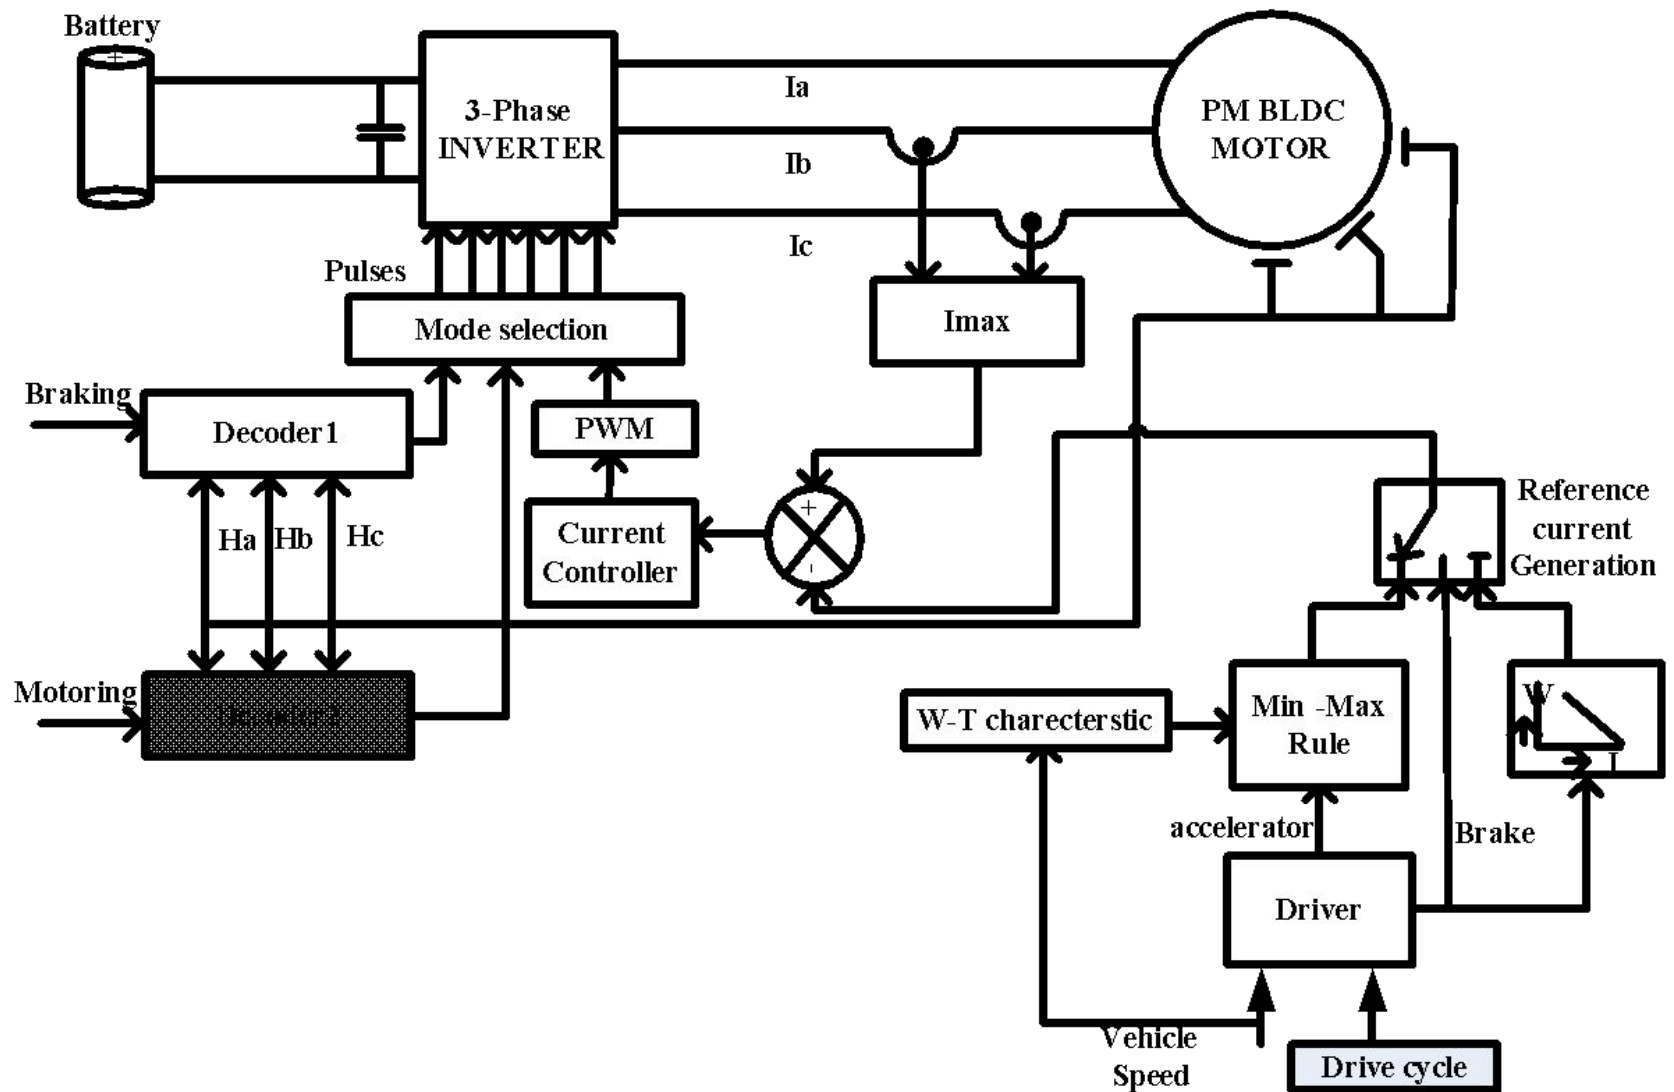 Battery
+
3-Phase
INVERTER
Ia
Ib
Ic
PM BLDC
MOTOR
Pulses
Mode selection
Imax
Braking
Decoder1
PWM
Ha
Hb
Hc
Current
Controller
+
-
Reference
current
Generation
Motoring
Decoder2
W-T charecterstic
Min -Max
Rule
W
I
accelerator
Brake
Driver
Vehicle
Speed
Drive cycle